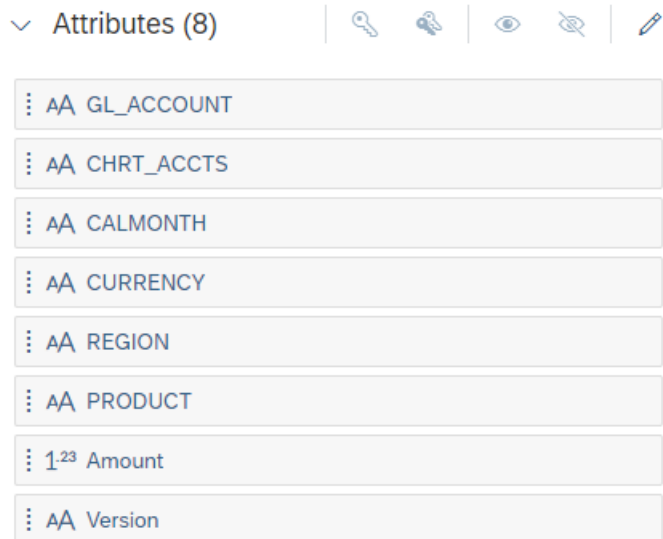 Attributes (8)
AA GL_ACCOUNT
AA CHRT_ACCTS
AA CALMONTH
AA CURRENCY
AA REGION
AA PRODUCT
1.23 Amount
AA Version